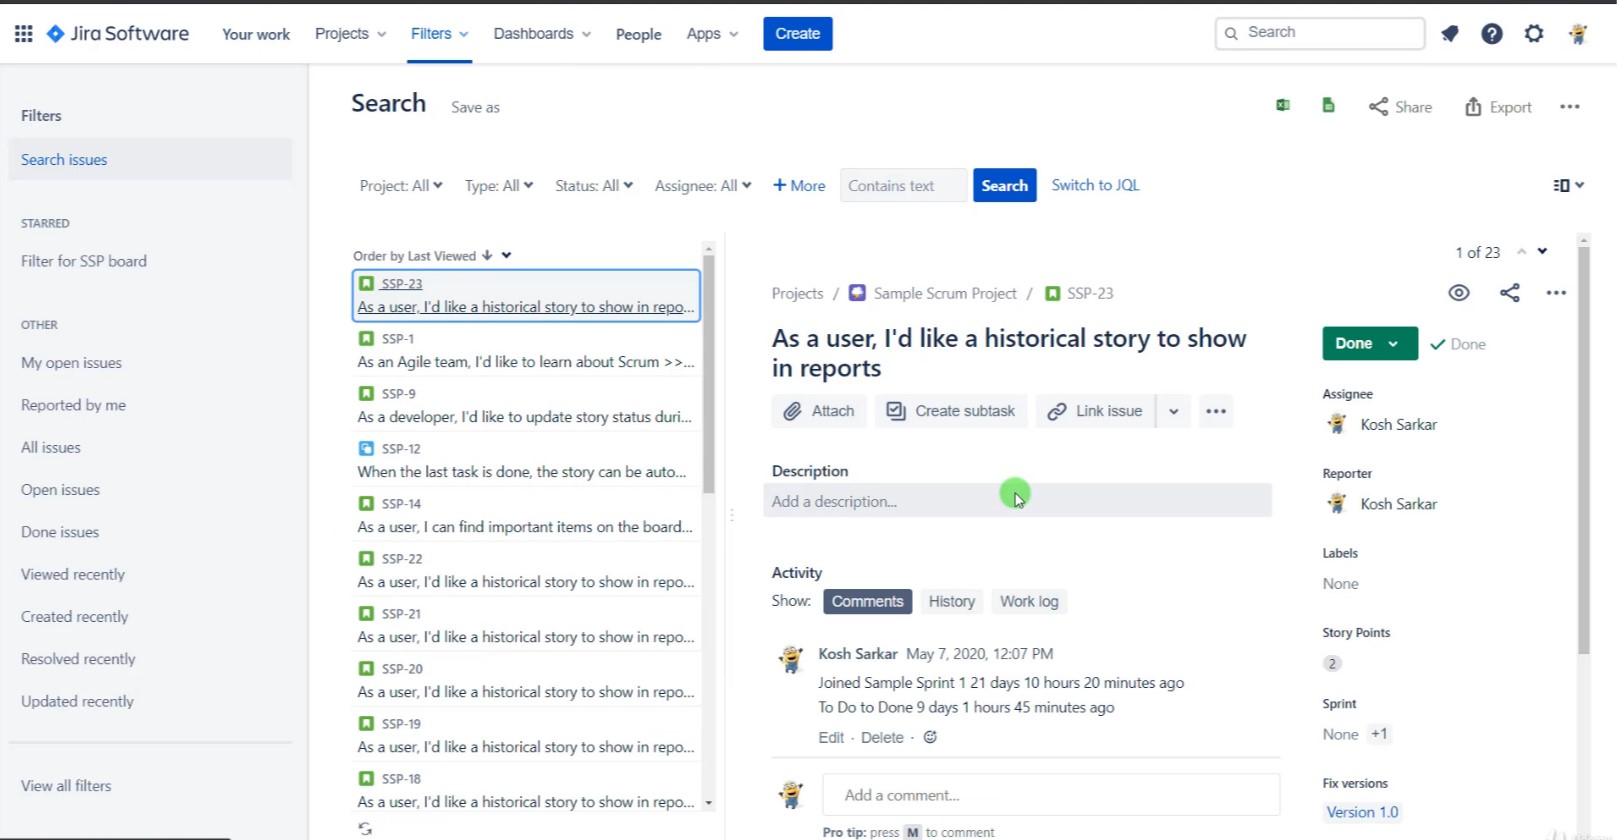 Jira Software
Your work
Projects
Filters
Dashboards
People
Apps
Create
Search
Filters
Search issues
STARRED
Filter for SSP board
OTHER
My open issues
Reported by me
All issues
Open issues
Done issues
Viewed recently
Created recently
Resolved recently
Updated recently
View all filters
Search
Save as
Share
Export
Project: All
Type: All
Status: All
Assignee: All
+ More
Contains text
Search
Switch to JQL
Order by Last Viewed
SSP-23
As a user, I'd like a historical story to show in repo...
SSP-1
As an Agile team, I'd like to learn about Scrum >>...
SSP-9
As a developer, I'd like to update story status duri...
SSP-12
When the last task is done, the story can be auto...
SSP-14
As a user, I can find important items on the board...
SSP-22
As a user, I'd like a historical story to show in repo...
SSP-21
As a user, I'd like a historical story to show in repo...
SSP-20
As a user, I'd like a historical story to show in repo...
SSP-19
As a user, I'd like a historical story to show in repo...
SSP-18
As a user, I'd like a historical story to show in repo...
1 of 23
Projects / Sample Scrum Project / SSP-23
As a user, I'd like a historical story to show
in reports
Attach
Create subtask
Link issue
Description
Add a description...
Activity
Show:
Comments
History
Work log
Kosh Sarkar May 7, 2020, 12:07 PM
Joined Sample Sprint 1 21 days 10 hours 20 minutes ago
To Do to Done 9 days 1 hours 45 minutes ago
Edit · Delete ·
Add a comment...
Pro tip: press M to comment
Done
Done
Assignee
Kosh Sarkar
Reporter
Kosh Sarkar
Labels
None
Story Points
2
Sprint
None +1
Fix versions
Version 1.0